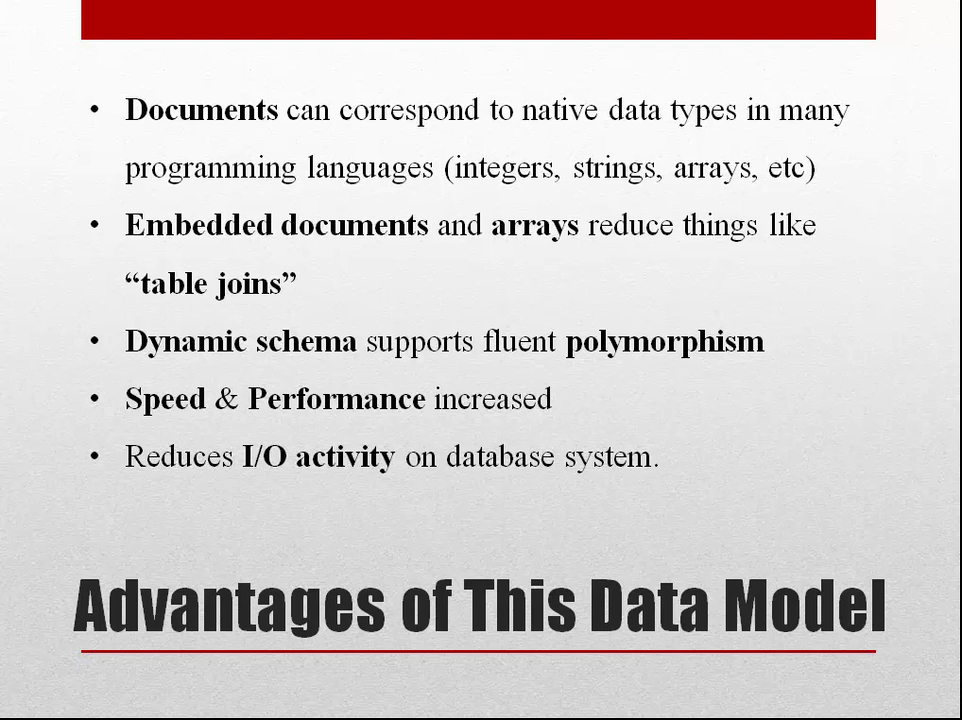 • Documents can correspond to native data types in many
programming languages (integers, strings, arrays, etc)
• Embedded documents and arrays reduce things like
“table joins”
• Dynamic schema supports fluent polymorphism
• Speed & Performance increased
• Reduces I/O activity on database system.
Advantages of This Data Model